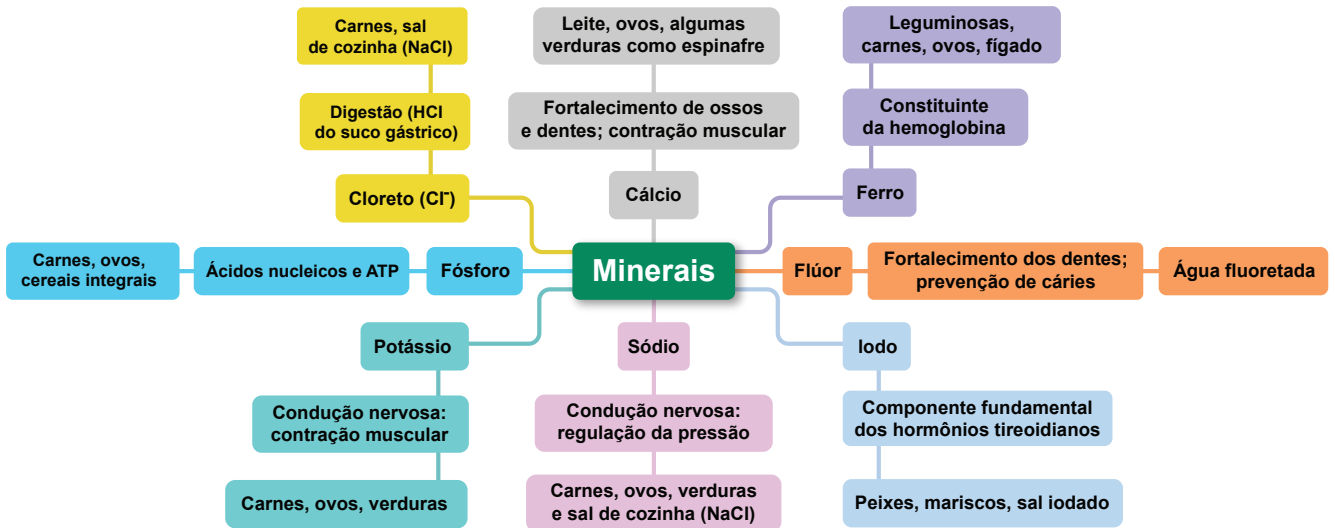 Carnes, sal
de cozinha (NaCl)
Digestão (HCl
do suco gástrico)
Cloreto (Cl⁻)
Leite, ovos, algumas
verduras como espinafre
Fortalecimento de ossos
e dentes; contração muscular
Cálcio
Leguminosas,
carnes, ovos, fígado
Constituinte
da hemoglobina
Ferro
Carnes, ovos,
cereais integrais
Ácidos nucleicos e ATP
Fósforo
Minerais
Flúor
Fortalecimento dos dentes;
prevenção de cáries
Água fluoretada
Potássio
Condução nervosa:
contração muscular
Carnes, ovos, verduras
Sódio
Condução nervosa:
regulação da pressão
Carnes, ovos, verduras
e sal de cozinha (NaCl)
Iodo
Componente fundamental
dos hormônios tireoidianos
Peixes, mariscos, sal iodado